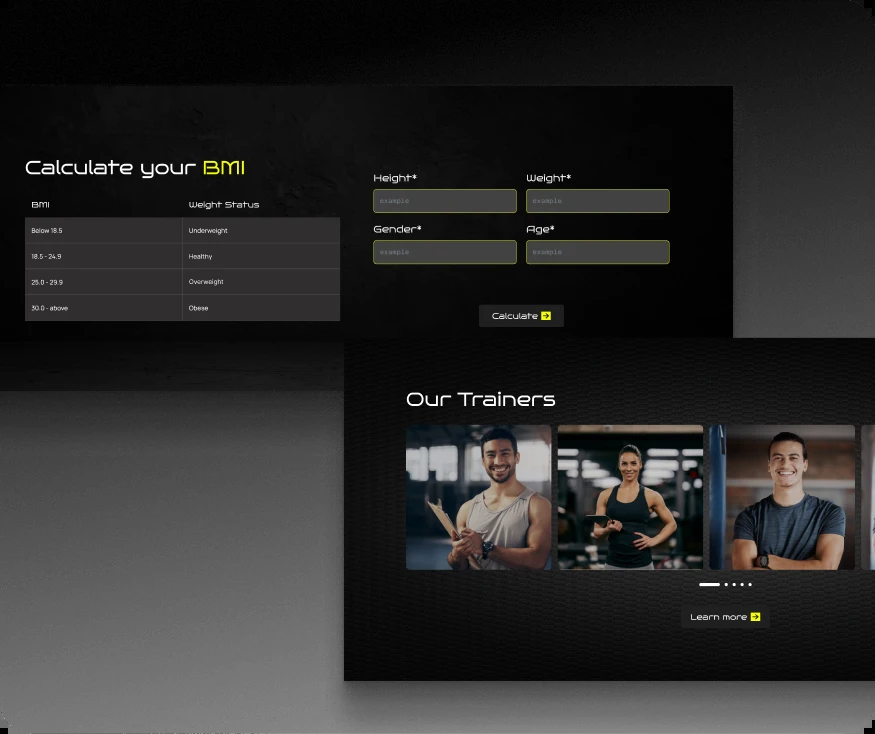 Calculate your BMI
BMI Weight Status
Below 18.5 Underweight
18.5 - 24.9 Healthy
25.0 - 29.9 Overweight
30.0 - above Obese
Height* Weight*
example example
Gender* Age*
example example
Calculate
Our Trainers
Learn more